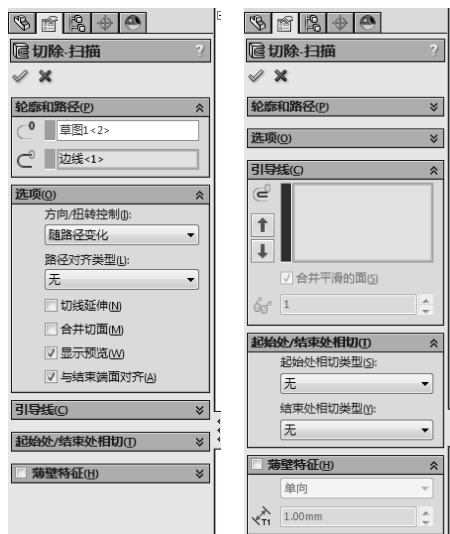 切除-扫描
?
轮廓和路径(P)
草图1<2>
边线<1>
选项(O)
方向/扭转控制(I):
随路径变化
路径对齐类型(L):
无
切线延伸(N)
合并切面(M)
显示预览(W)
与结束端面对齐(A)
引导线(C)
起始处/结束处相切(T)
薄壁特征(H)
切除-扫描
?
轮廓和路径(P)
选项(O)
引导线(C)
合并平滑的面(S)
1
起始处/结束处相切(T)
起始处相切类型(S):
无
结束处相切类型(Y):
无
薄壁特征(H)
单向
T1
1.00mm